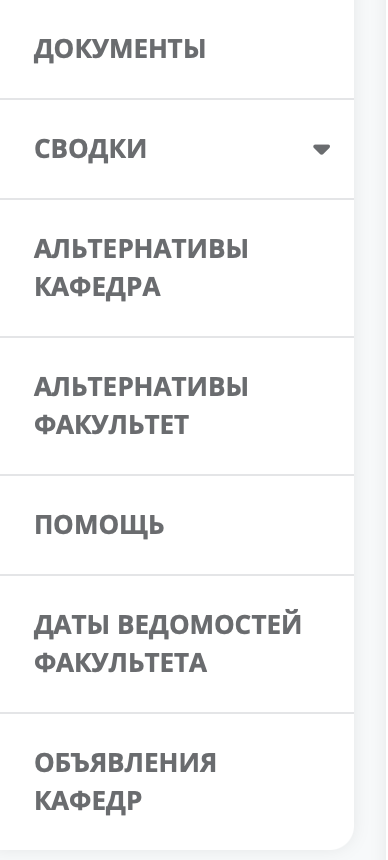 ДОКУМЕНТЫ
СВОДКИ
АЛЬТЕРНАТИВЫ
КАФЕДРА
АЛЬТЕРНАТИВЫ
ФАКУЛЬТЕТ
ПОМОЩЬ
ДАТЫ ВЕДОМОСТЕЙ
ФАКУЛЬТЕТА
ОБЪЯВЛЕНИЯ
КАФЕДР